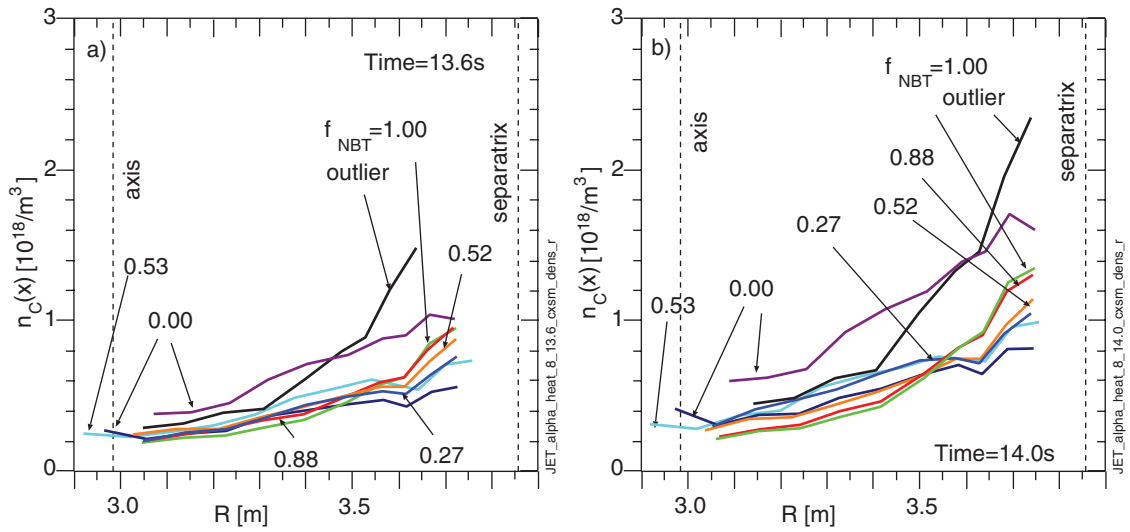 3
a)
Time=13.6s
f NBT=1.00
outlier
axis
separatrix
2
n_C(x) [10^18/m^3]
0.53
0.00
0.52
1
0.88
0.27
0
3.0
3.5
R [m]
JET_alpha_heat_8_13.6_cxsm_dens_r
3
b)
f NBT=1.00
outlier
axis
separatrix
2
0.88
0.52
0.27
n_C(x) [10^18/m^3]
0.53
0.00
1
Time=14.0s
0
3.0
3.5
R [m]
JET_alpha_heat_8_14.0_cxsm_dens_r